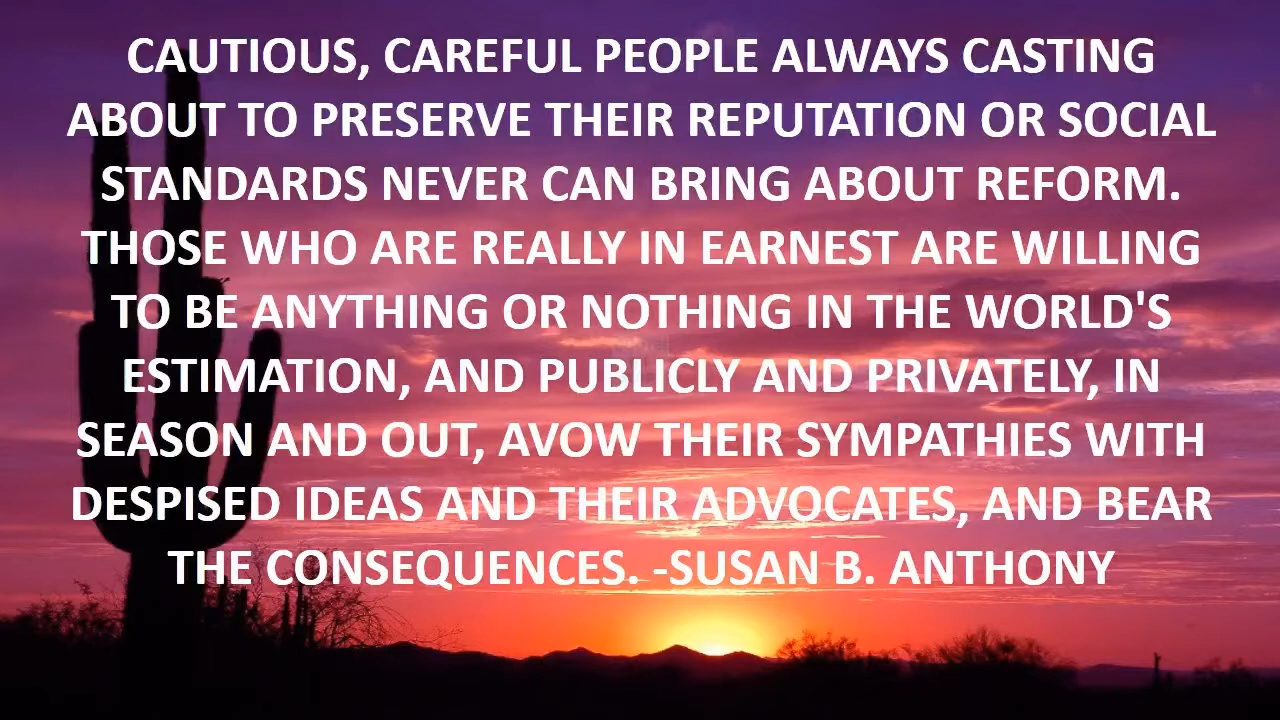 CAUTIOUS, CAREFUL PEOPLE ALWAYS CASTING
ABOUT TO PRESERVE THEIR REPUTATION OR SOCIAL
STANDARDS NEVER CAN BRING ABOUT REFORM.
THOSE WHO ARE REALLY IN EARNEST ARE WILLING
TO BE ANYTHING OR NOTHING IN THE WORLD'S
ESTIMATION, AND PUBLICLY AND PRIVATELY, IN
SEASON AND OUT, AVOW THEIR SYMPATHIES WITH
DESPISED IDEAS AND THEIR ADVOCATES, AND BEAR
THE CONSEQUENCES. -SUSAN B. ANTHONY